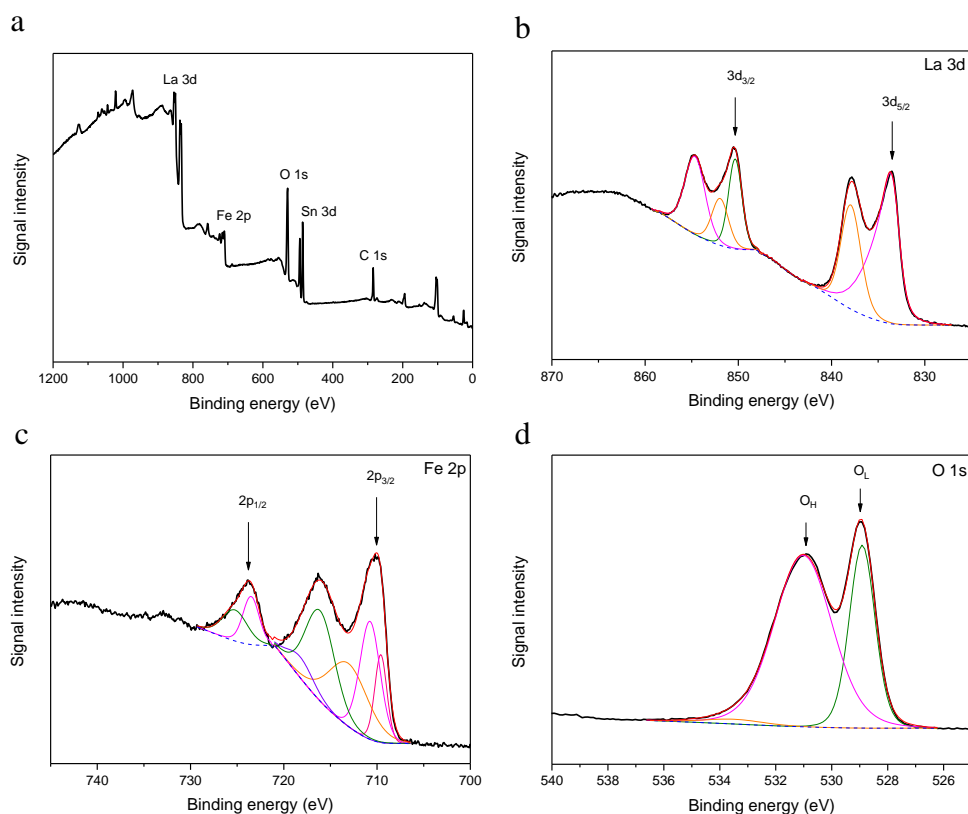 a
La 3d
O 1s
Sn 3d
Fe 2p
C 1s
Signal intensity
1200 1000 800 600 400 200 0
Binding energy (eV)
b
La 3d
3d3/2
3d5/2
Signal intensity
870 860 850 840 830
Binding energy (eV)
c
Fe 2p
2p3/2
2p1/2
Signal intensity
740 730 720 710 700
Binding energy (eV)
d
O 1s
OL
OH
Signal intensity
540 538 536 534 532 530 528 526
Binding energy (eV)